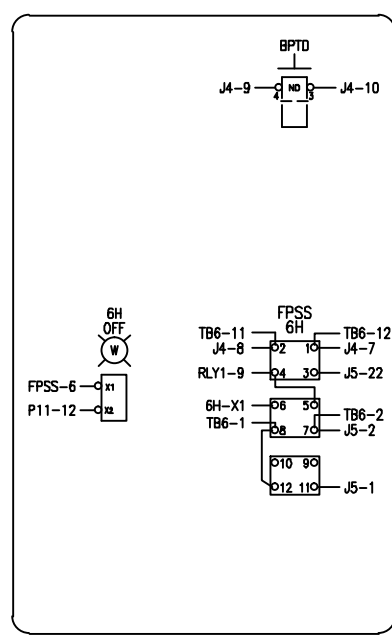 BPTD
J4-9 NO J4-10
4 3
6H
OFF
W
FPSS-6 X1
P11-12 X2
FPSS
6H
TB6-11 TB6-12
J4-8 2 1 J4-7
RLY1-9 4 3 J5-22
6H-X1 6 5
TB6-1 TB6-2
8 7 J5-2
10 9
12 11 J5-1